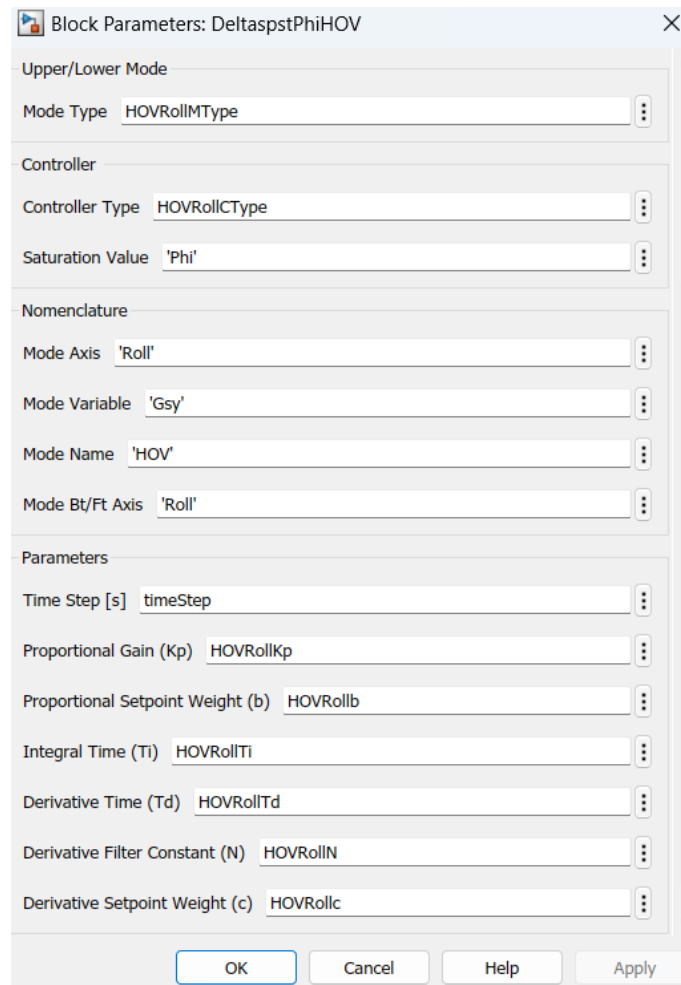 Block Parameters: DeltaspstPhiHOV
Upper/Lower Mode
Mode Type HOVRollMType
Controller
Controller Type HOVRollCType
Saturation Value 'Phi'
Nomenclature
Mode Axis 'Roll'
Mode Variable 'Gsy'
Mode Name 'HOV'
Mode Bt/Ft Axis 'Roll'
Parameters
Time Step [s] timeStep
Proportional Gain (Kp) HOVRollKp
Proportional Setpoint Weight (b) HOVRollb
Integral Time (Ti) HOVRollTi
Derivative Time (Td) HOVRollTd
Derivative Filter Constant (N) HOVRollN
Derivative Setpoint Weight (c) HOVRollc
OK Cancel Help Apply